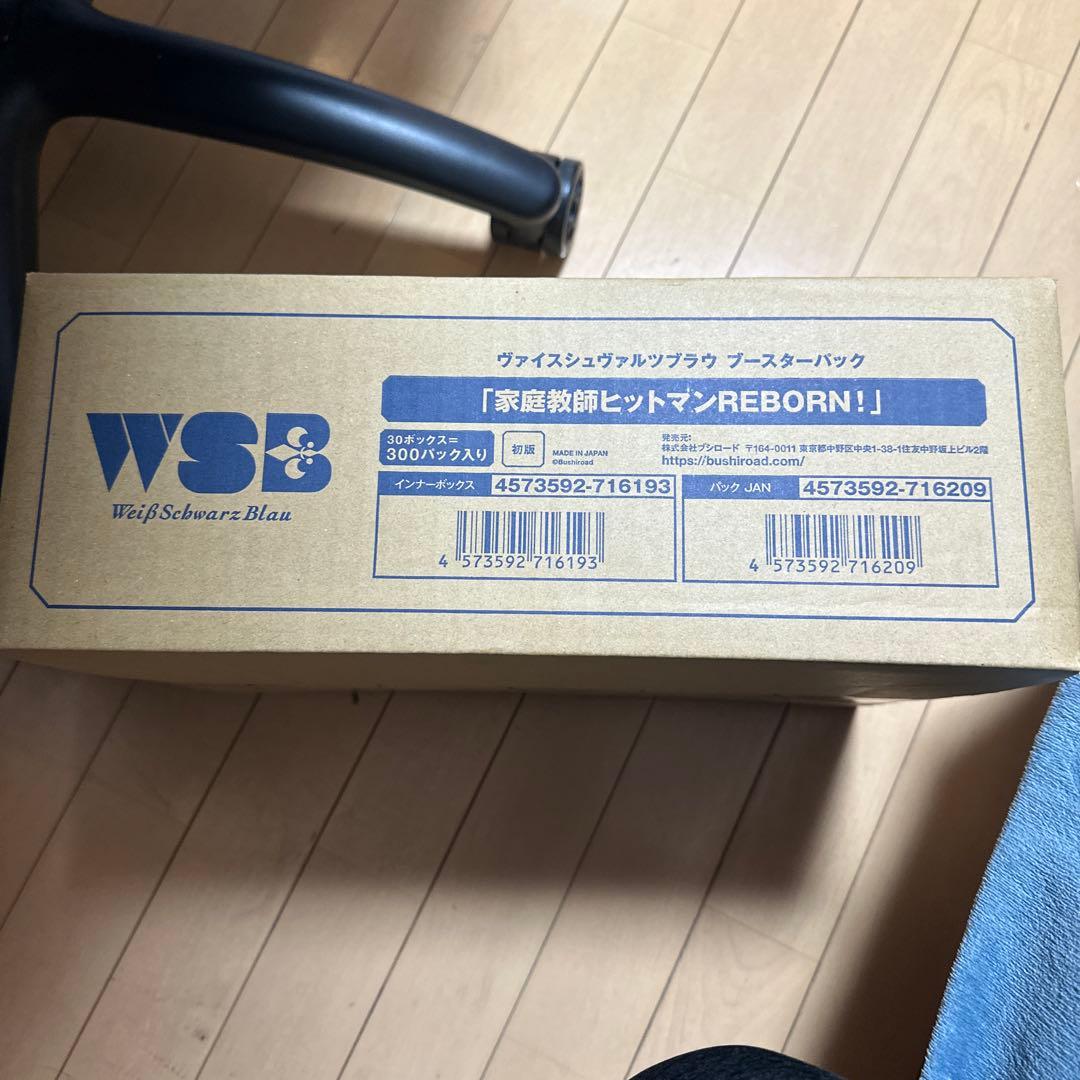 ヴァイスシュヴァルツブラウ ブースターパック
「家庭教師ヒットマンREBORN!」
WSB
Weiß Schwarz Blau
30ボックス=
300パック入り
初版
MADE IN JAPAN
©Bushiroad
発売元:
株式会社ブシロード 〒164-0011 東京都中野区中央1-38-1住友中野坂上ビル2階
https://bushiroad.com/
インナーボックス 4573592-716193
4 573592 716193
パック JAN 4573592-716209
4 573592 716209